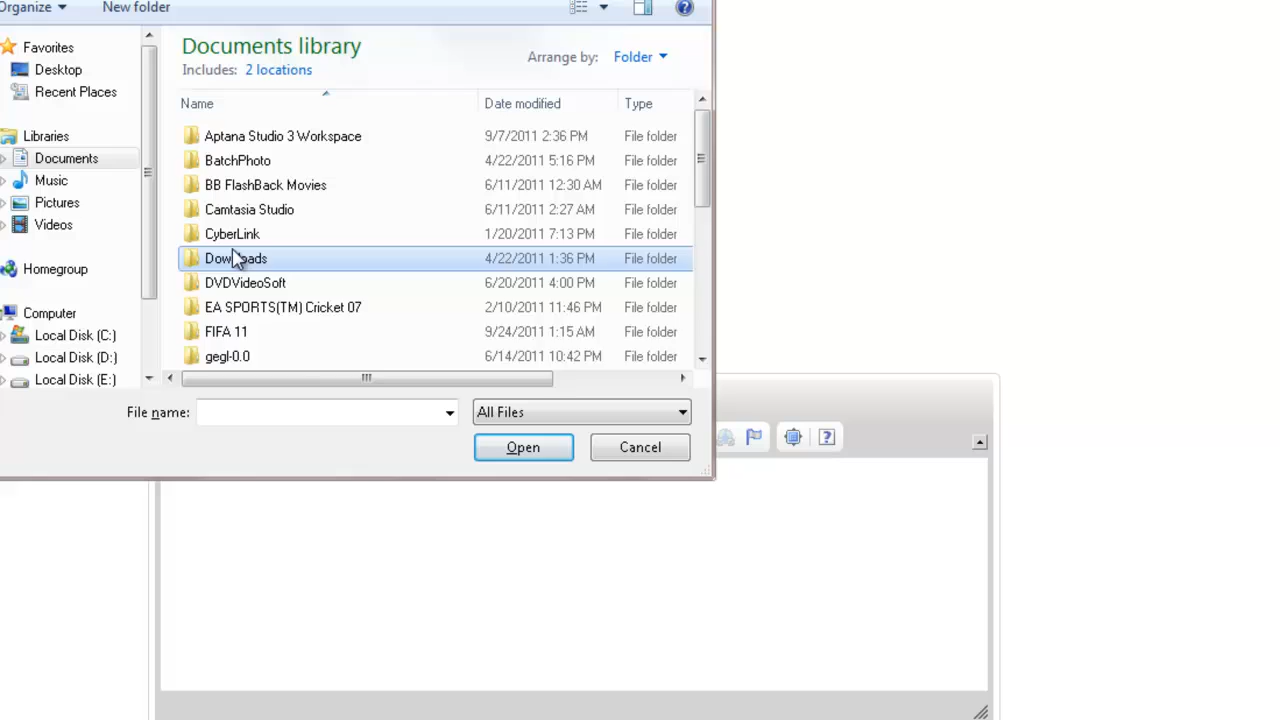 Organize New folder
Favorites
Desktop
Recent Places
Libraries
Documents
Music
Pictures
Videos
Homegroup
Computer
Local Disk (C:)
Local Disk (D:)
Local Disk (E:)
Documents library
Includes: 2 locations
Arrange by: Folder
Name Date modified Type
Aptana Studio 3 Workspace 9/7/2011 2:36 PM File folder
BatchPhoto 4/22/2011 5:16 PM File folder
BB FlashBack Movies 6/11/2011 12:30 AM File folder
Camtasia Studio 6/11/2011 2:27 AM File folder
CyberLink 1/20/2011 7:13 PM File folder
Downloads 4/22/2011 1:36 PM File folder
DVDVideoSoft 6/20/2011 4:00 PM File folder
EA SPORTS(TM) Cricket 07 2/10/2011 11:46 PM File folder
FIFA 11 9/24/2011 1:15 AM File folder
gegl-0.0 6/14/2011 10:42 PM File folder
File name: All Files
Open Cancel